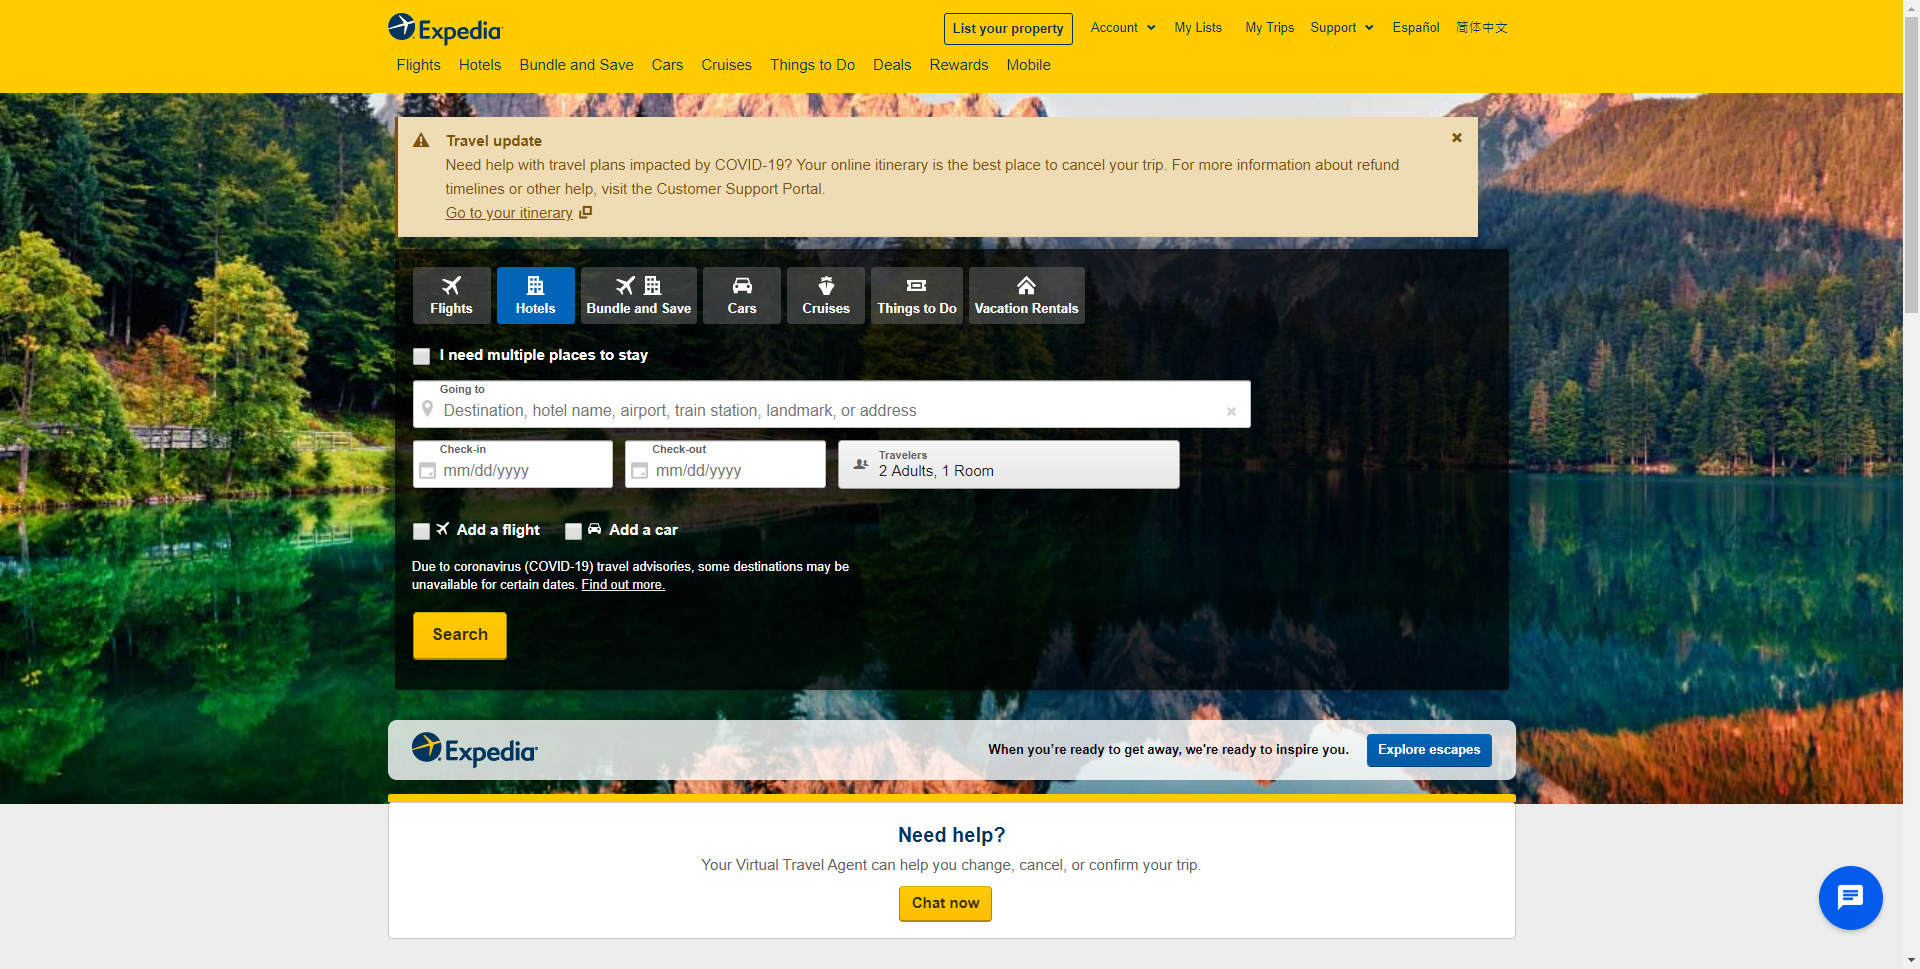 Expedia
List your property
Account
My Lists
My Trips
Support
Español
简体中文
Flights
Hotels
Bundle and Save
Cars
Cruises
Things to Do
Deals
Rewards
Mobile
Travel update
Need help with travel plans impacted by COVID-19? Your online itinerary is the best place to cancel your trip. For more information about refund
timelines or other help, visit the Customer Support Portal.
Go to your itinerary
Flights
Hotels
Bundle and Save
Cars
Cruises
Things to Do
Vacation Rentals
I need multiple places to stay
Going to
Destination, hotel name, airport, train station, landmark, or address
Check-in
mm/dd/yyyy
Check-out
mm/dd/yyyy
Travelers
2 Adults, 1 Room
Add a flight
Add a car
Due to coronavirus (COVID-19) travel advisories, some destinations may be
unavailable for certain dates. Find out more.
Search
Expedia
When you’re ready to get away, we're ready to inspire you.
Explore escapes
Need help?
Your Virtual Travel Agent can help you change, cancel, or confirm your trip.
Chat now